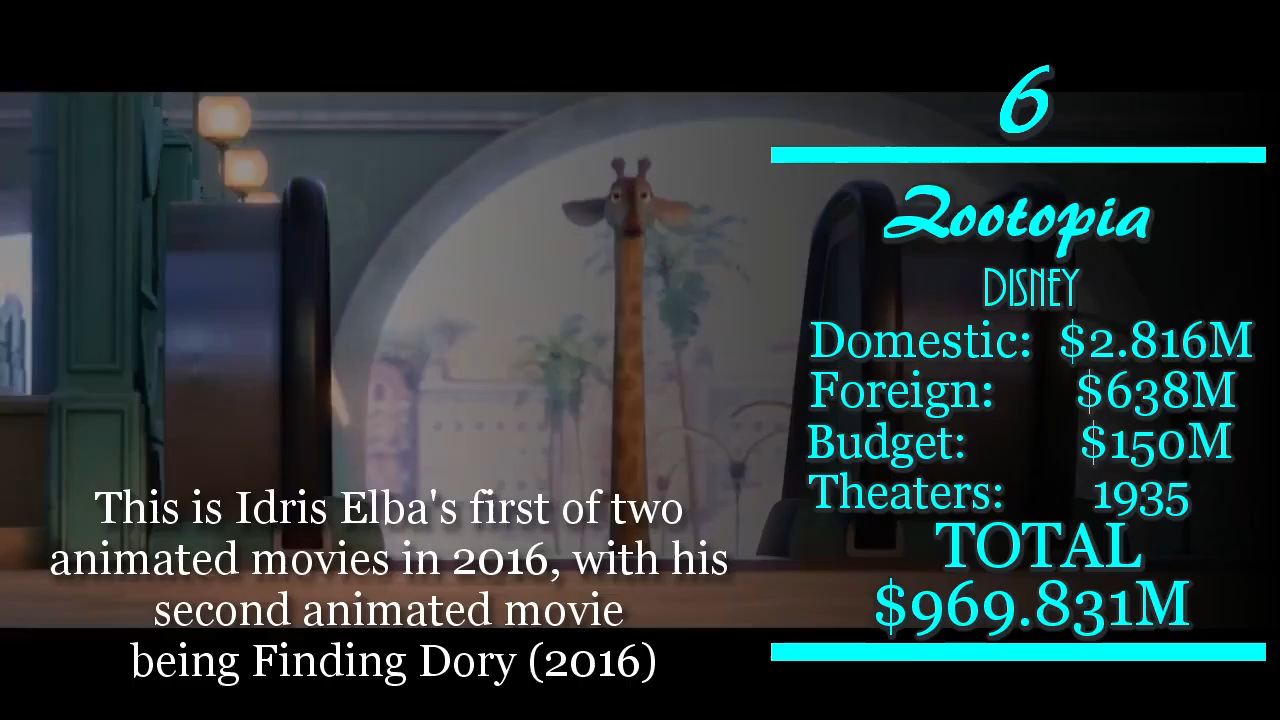 6
Zootopia
DISNEY
Domestic: $2.816M
Foreign: $638M
Budget: $150M
Theaters: 1935
TOTAL
$969.831M
This is Idris Elba's first of two
animated movies in 2016, with his
second animated movie
being Finding Dory (2016)